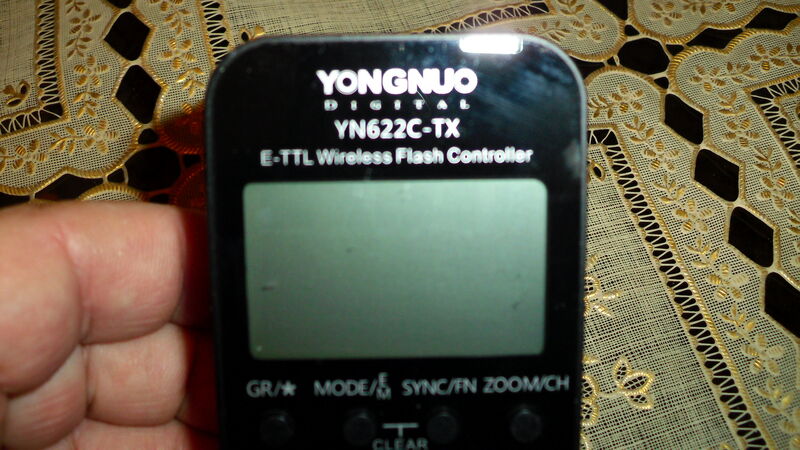 YONGNUO
DIGITAL
YN622C-TX
E-TTL Wireless Flash Controller
GR/★ MODE/E/M SYNC/FN ZOOM/CH
CLEAR